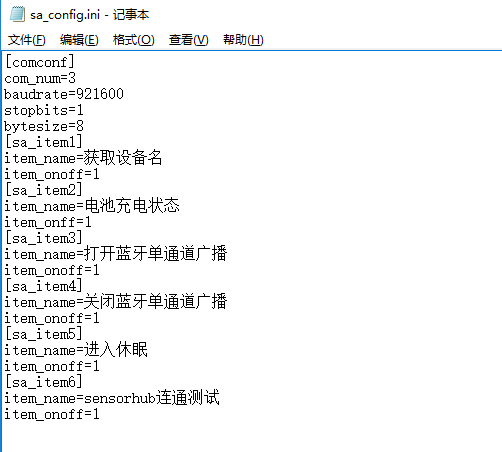 sa_config.ini - 记事本
文件(F) 编辑(E) 格式(O) 查看(V) 帮助(H)
[comconf]
com_num=3
baudrate=921600
stopbits=1
bytesize=8
[sa_item1]
item_name=获取设备名
item_onoff=1
[sa_item2]
item_name=电池充电状态
item_onff=1
[sa_item3]
item_name=打开蓝牙单通道广播
item_onoff=1
[sa_item4]
item_name=关闭蓝牙单通道广播
item_onoff=1
[sa_item5]
item_name=进入休眠
item_onoff=1
[sa_item6]
item_name=sensorhub连通测试
item_onoff=1